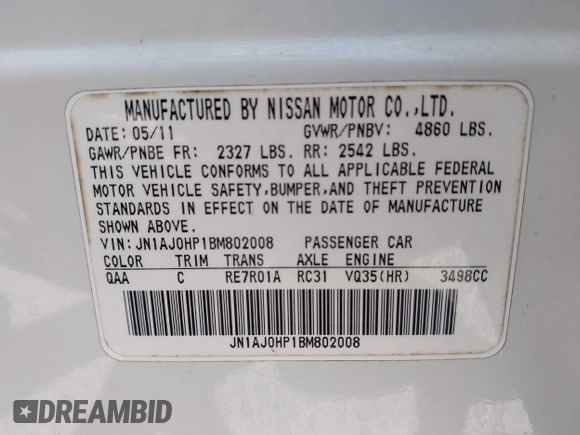 MANUFACTURED BY NISSAN MOTOR CO.,LTD.
DATE: 05/11 GVWR/PNBV: 4860 LBS.
GAWR/PNBE FR: 2327 LBS. RR: 2542 LBS.
THIS VEHICLE CONFORMS TO ALL APPLICABLE FEDERAL
MOTOR VEHICLE SAFETY,BUMPER,AND THEFT PREVENTION
STANDARDS IN EFFECT ON THE DATE OF MANUFACTURE
SHOWN ABOVE.
VIN: JN1AJ0HP1BM802008 PASSENGER CAR
COLOR TRIM TRANS AXLE ENGINE
QAA C RE7R01A RC31 VQ35(HR) 3498CC
JN1AJ0HP1BM802008
DREAMBID